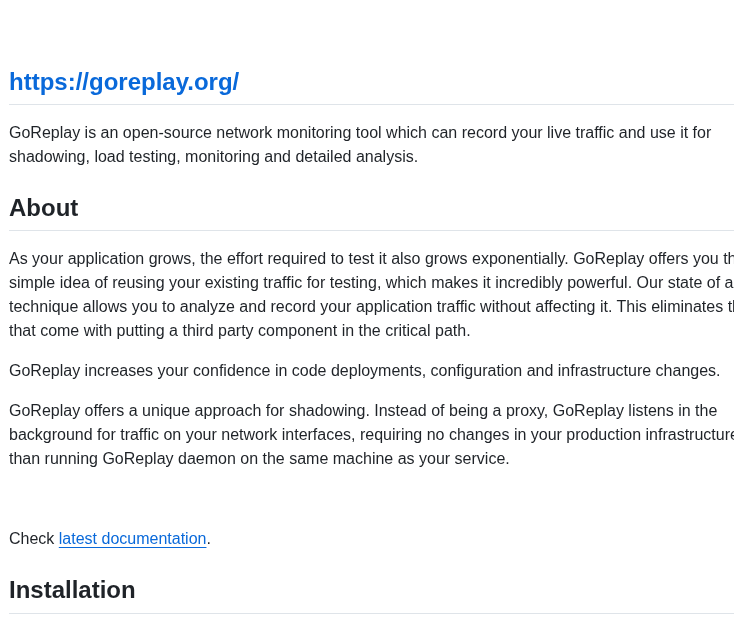 https://goreplay.org/
GoReplay is an open-source network monitoring tool which can record your live traffic and use it for
shadowing, load testing, monitoring and detailed analysis.
About
As your application grows, the effort required to test it also grows exponentially. GoReplay offers you
simple idea of reusing your existing traffic for testing, which makes it incredibly powerful. Our state of
technique allows you to analyze and record your application traffic without affecting it. This eliminates
that come with putting a third party component in the critical path.
GoReplay increases your confidence in code deployments, configuration and infrastructure changes.
GoReplay offers a unique approach for shadowing. Instead of being a proxy, GoReplay listens in the
background for traffic on your network interfaces, requiring no changes in your production infrastructure
than running GoReplay daemon on the same machine as your service.
Check latest documentation.
Installation